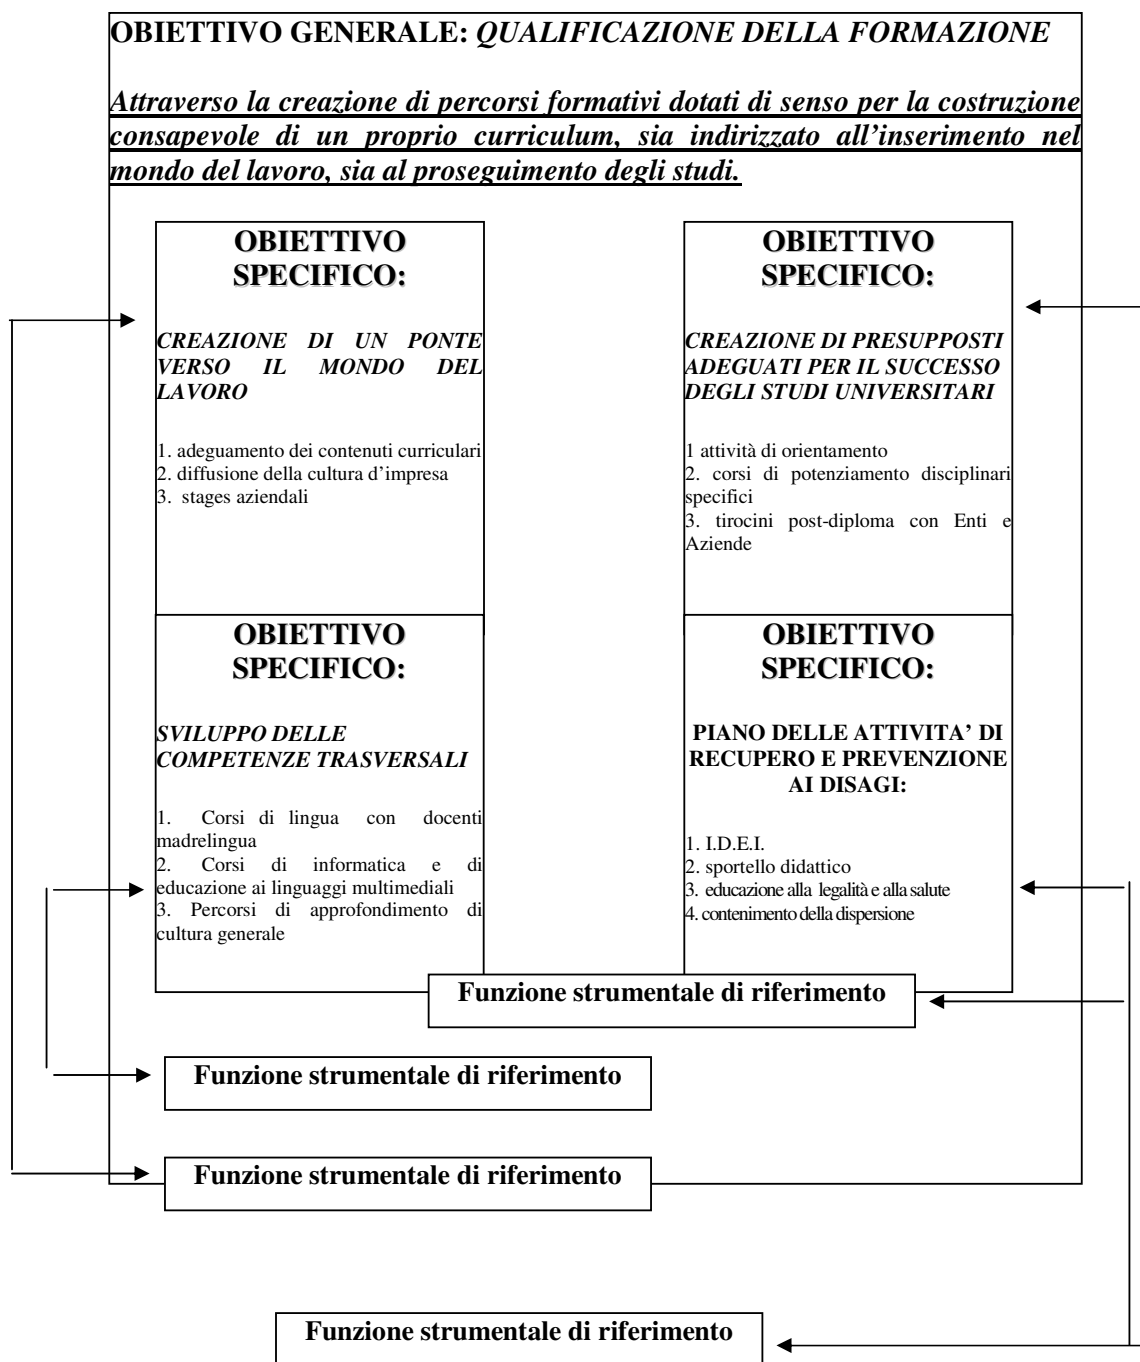 OBIETTIVO GENERALE: QUALIFICAZIONE DELLA FORMAZIONE
Attraverso la creazione di percorsi formativi dotati di senso per la costruzione
consapevole di un proprio curriculum, sia indirizzato all’inserimento nel
mondo del lavoro, sia al proseguimento degli studi.
OBIETTIVO
SPECIFICO:
CREAZIONE DI UN PONTE
VERSO IL MONDO DEL
LAVORO
1. adeguamento dei contenuti curriculari
2. diffusione della cultura d’impresa
3. stages aziendali
OBIETTIVO
SPECIFICO:
CREAZIONE DI PRESUPPOSTI
ADEGUATI PER IL SUCCESSO
DEGLI STUDI UNIVERSITARI
1 attività di orientamento
2. corsi di potenziamento disciplinari
specifici
3. tirocini post-diploma con Enti e
Aziende
OBIETTIVO
SPECIFICO:
SVILUPPO DELLE
COMPETENZE TRASVERSALI
1. Corsi di lingua con docenti
madrelingua
2. Corsi di informatica e di
educazione ai linguaggi multimediali
3. Percorsi di approfondimento di
cultura generale
OBIETTIVO
SPECIFICO:
PIANO DELLE ATTIVITA’ DI
RECUPERO E PREVENZIONE
AI DISAGI:
1. I.D.E.I.
2. sportello didattico
3. educazione alla legalità e alla salute
4. contenimento della dispersione
Funzione strumentale di riferimento
Funzione strumentale di riferimento
Funzione strumentale di riferimento
Funzione strumentale di riferimento